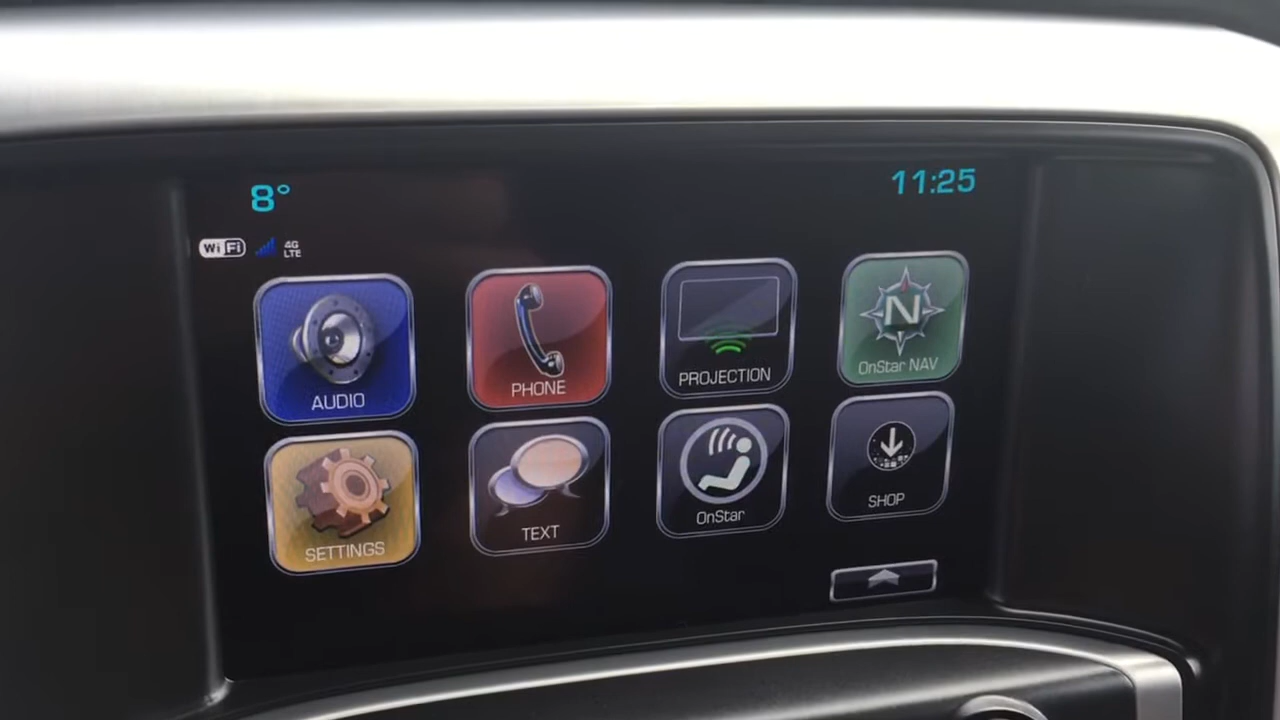 8°
11:25
WiFi 4G LTE
AUDIO
PHONE
PROJECTION
N
OnStar NAV
SETTINGS
TEXT
OnStar
SHOP